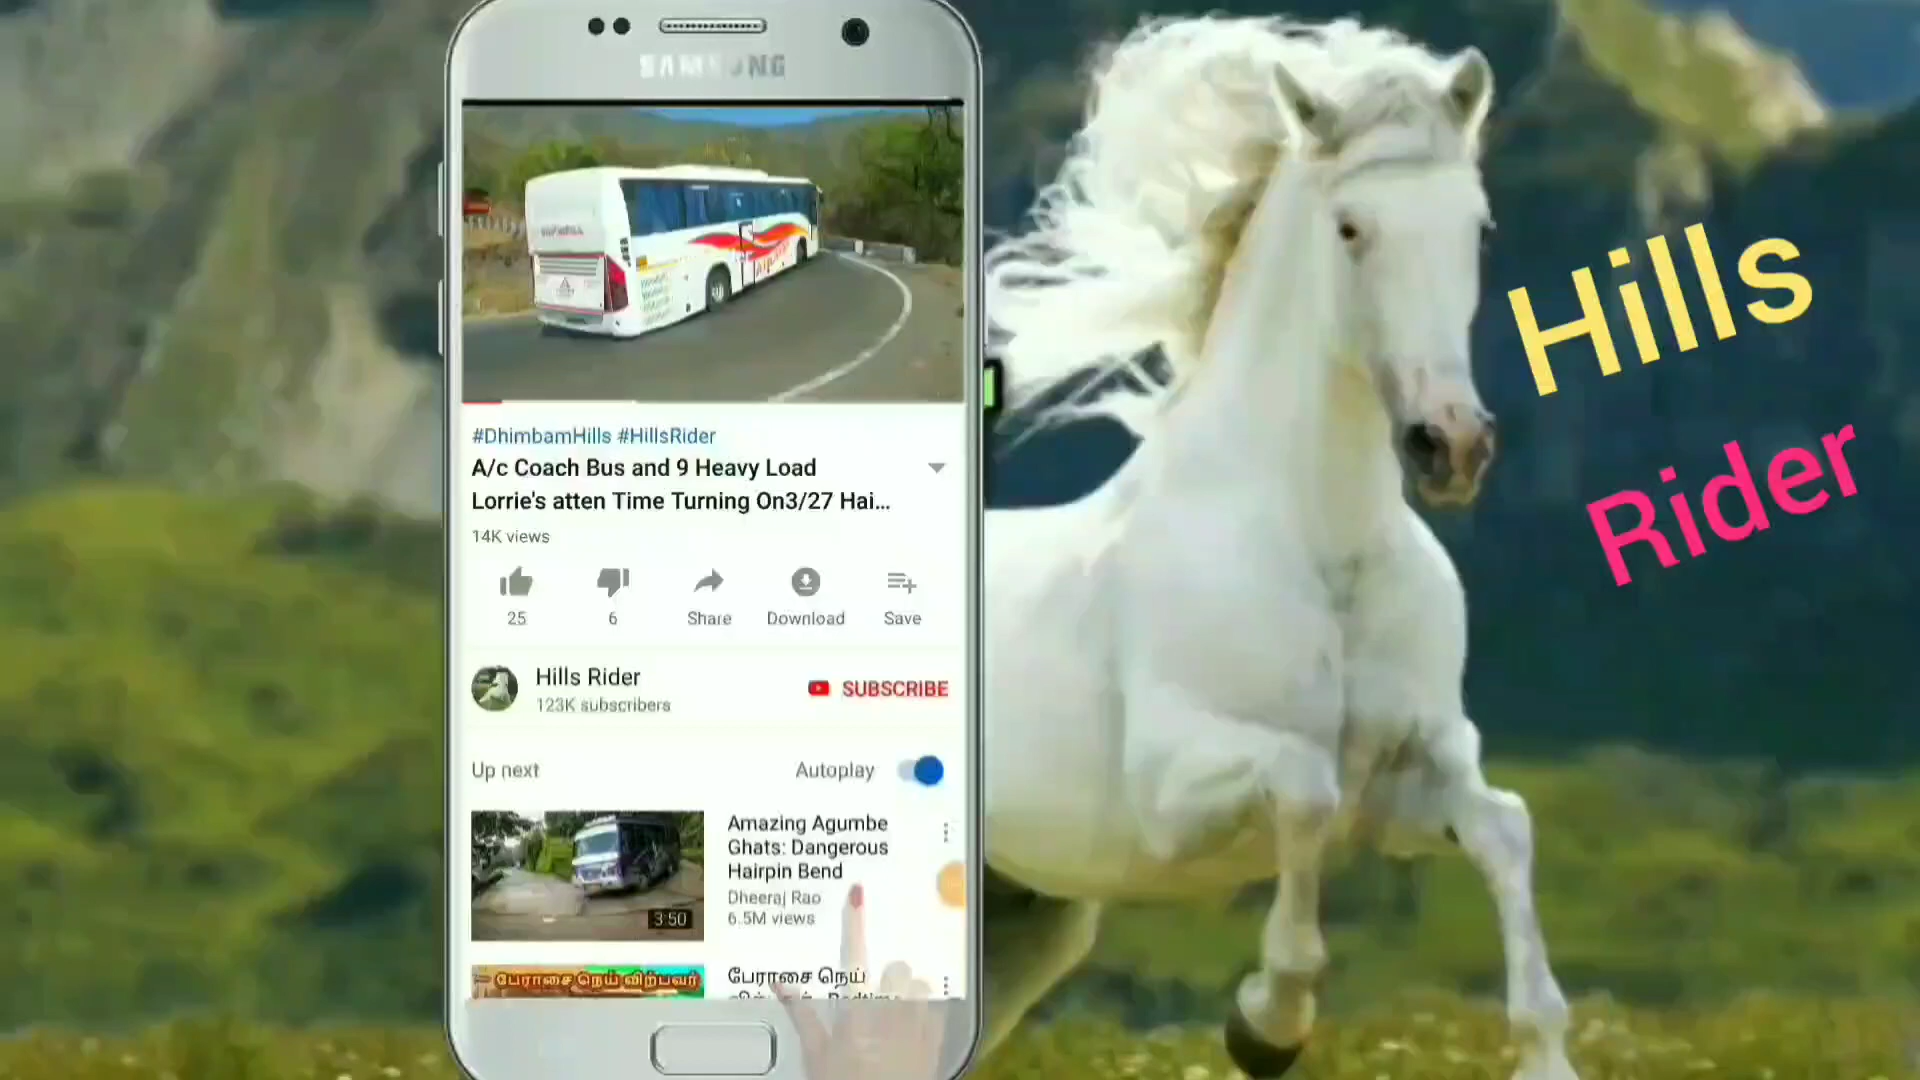 SAMSUNG
#DhimbamHills #HillsRider
A/c Coach Bus and 9 Heavy Load
Lorrie's atten Time Turning On3/27 Hai...
14K views
25
6
Share
Download
Save
Hills Rider
123K subscribers
SUBSCRIBE
Up next
Autoplay
Amazing Agumbe
Ghats: Dangerous
Hairpin Bend
Dheeraj Rao
6.5M views
3:50
பேராசை நெய் விற்பவர்
பேராசை நெய்
Hills
Rider